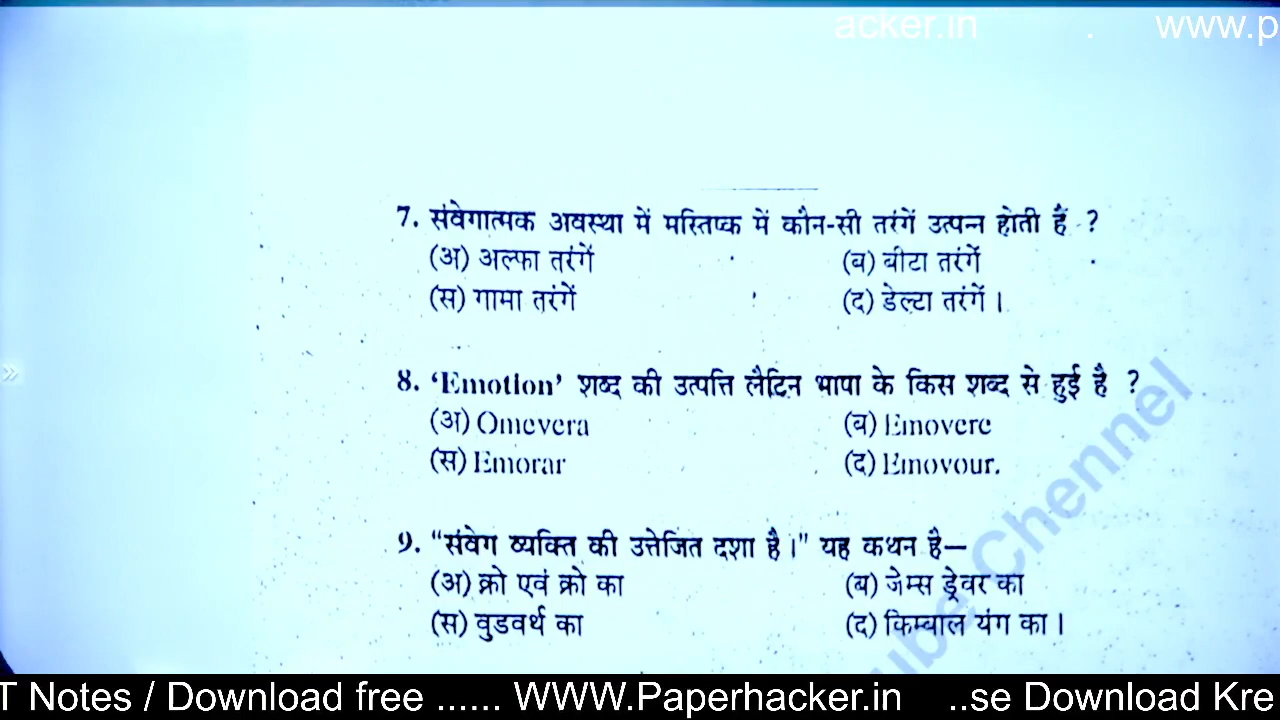 acker.in . www.p
7. संवेगात्मक अवस्था में मस्तिष्क में कौन-सी तरंगें उत्पन्न होती हैं ?
(अ) अल्फा तरंगें (ब) बीटा तरंगें
(स) गामा तरंगें (द) डेल्टा तरंगें ।
8. ‘Emotion’ शब्द की उत्पत्ति लैटिन भाषा के किस शब्द से हुई है ?
(अ) Omevera (ब) Emovere
(स) Emorar (द) Emovour.
9. “संवेग व्यक्ति की उत्तेजित दशा है।” यह कथन है—
(अ) क्रो एवं क्रो का (ब) जेम्स ड्रेवर का
(स) वुडवर्थ का (द) किम्बाल यंग का ।
ube Chennel
T Notes / Download free ...... WWW.Paperhacker.in ..se Download Kre